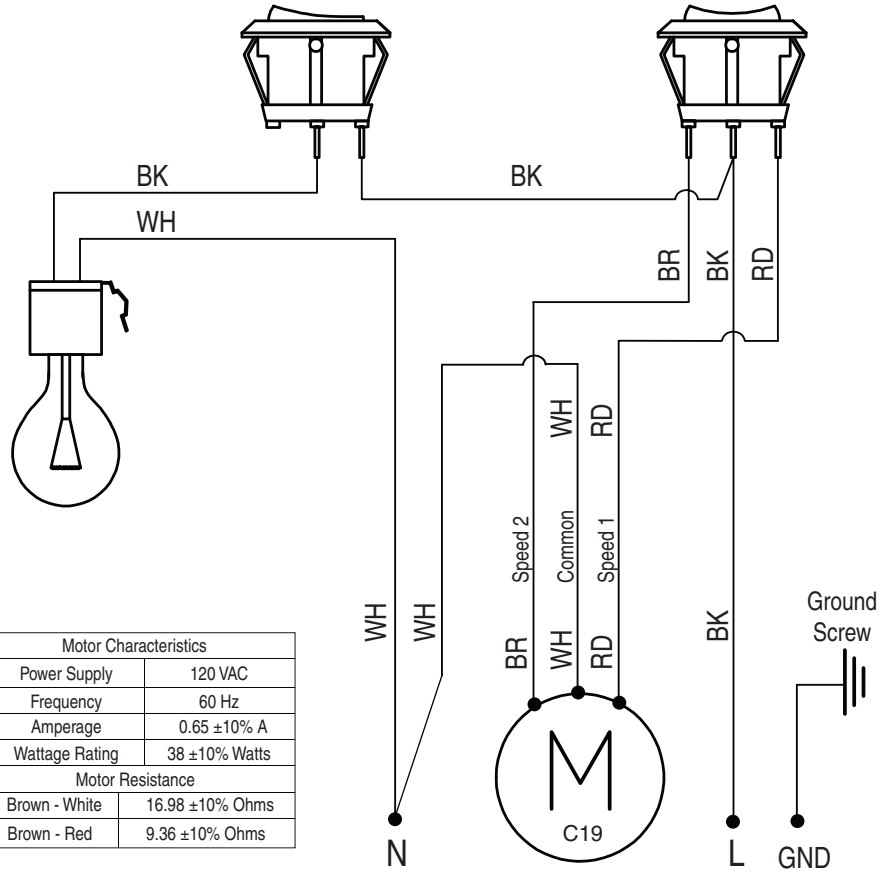 BK
BK
WH
BR
BK
RD
WH
RD
Speed 2
Common
Speed 1
WH
WH
BR
WH
RD
BK
Ground
Screw
Motor Characteristics
Power Supply 120 VAC
Frequency 60 Hz
Amperage 0.65 ±10% A
Wattage Rating 38 ±10% Watts
Motor Resistance
Brown - White 16.98 ±10% Ohms
Brown - Red 9.36 ±10% Ohms
M
C19
N
L
GND